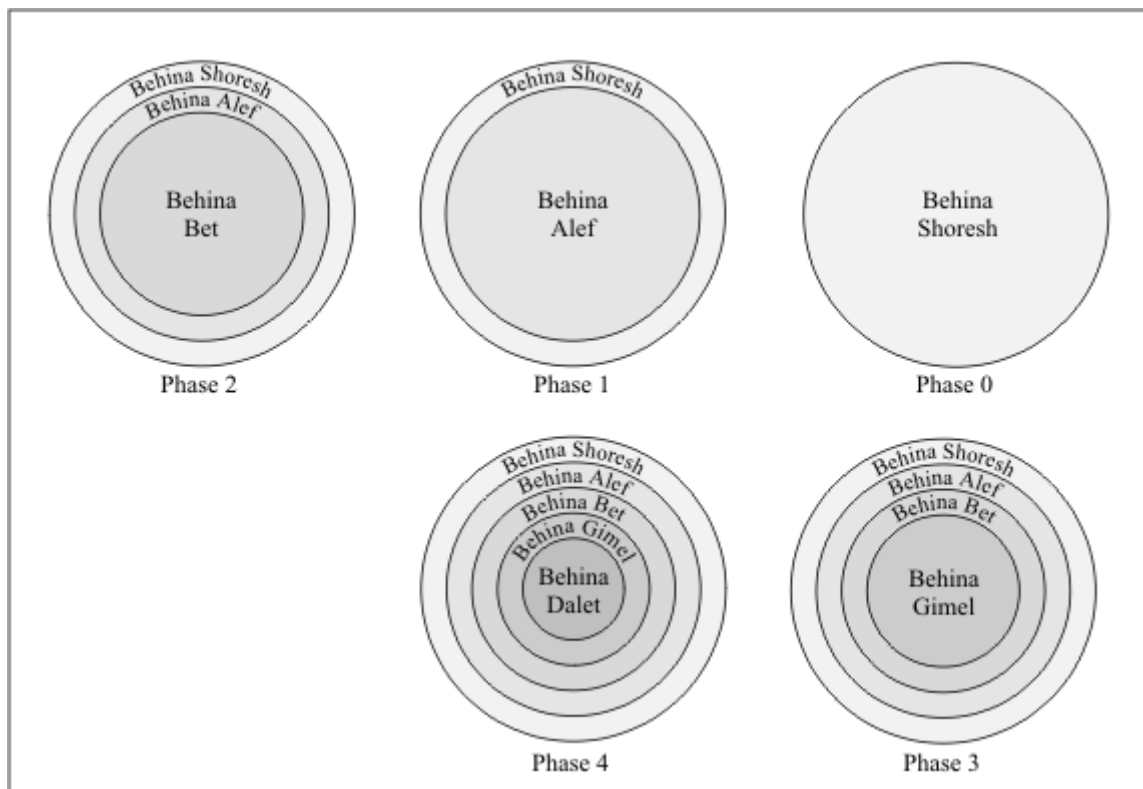 Behina Shoresh
Behina Alef
Behina
Bet
Phase 2
Behina Shoresh
Behina
Alef
Phase 1
Behina
Shoresh
Phase 0
Behina Shoresh
Behina Alef
Behina Bet
Behina Gimel
Behina
Dalet
Phase 4
Behina Shoresh
Behina Alef
Behina Bet
Behina
Gimel
Phase 3